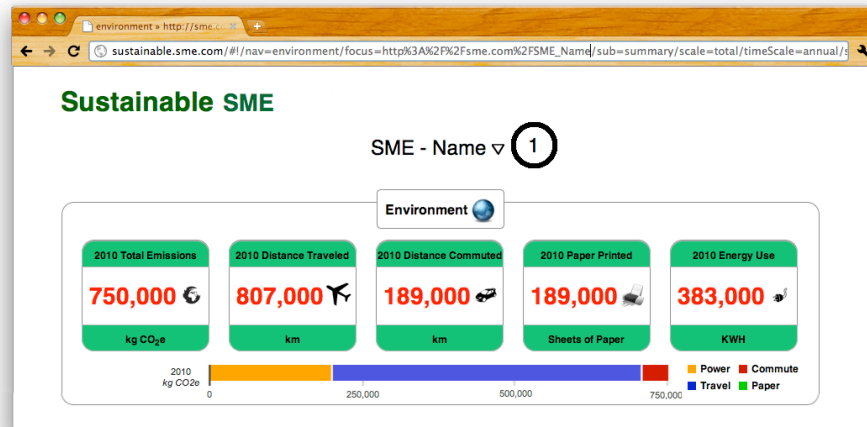 environment » http://sme.c
sustainable.sme.com/#!/nav=environment/focus=http%3A%2F%2Fsme.com%2FSME_Name/sub=summary/scale=total/timeScale=annual/s
Sustainable SME
SME - Name ▽ 1
Environment
2010 Total Emissions 2010 Distance Traveled 2010 Distance Commuted 2010 Paper Printed 2010 Energy Use
750,000 807,000 189,000 189,000 383,000
kg CO₂e km km Sheets of Paper KWH
2010
kg CO2e
0 250,000 500,000 750,000
Power Commute
Travel Paper